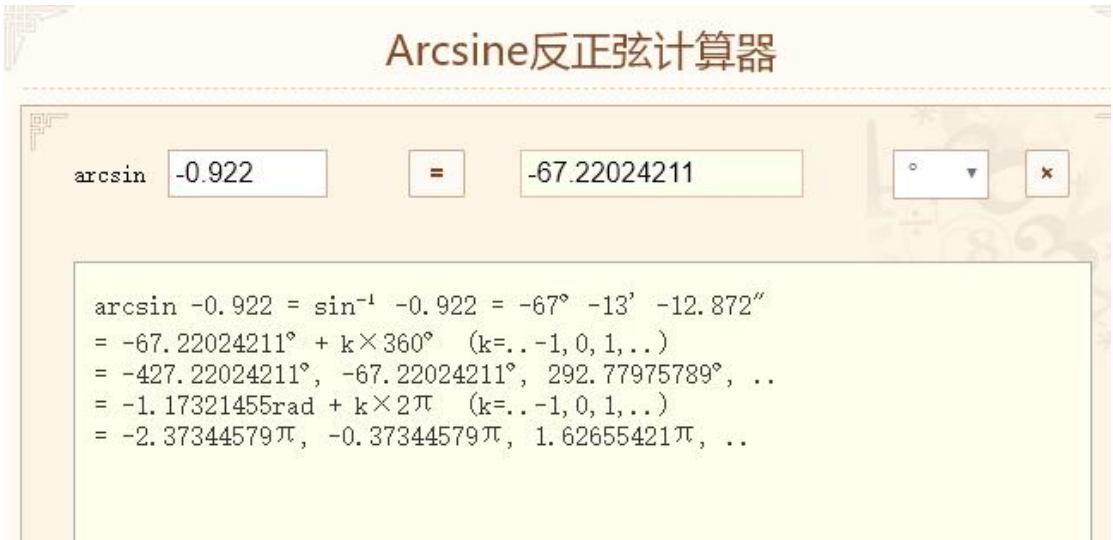 Arcsine反正弦计算器
arcsin -0.922 = -67.22024211 ° ▼ ×
arcsin -0.922 = sin⁻¹ -0.922 = -67° -13′ -12.872″
= -67.22024211° + k×360° (k=..-1,0,1,..)
= -427.22024211°, -67.22024211°, 292.77975789°, ..
= -1.17321455rad + k×2π (k=..-1,0,1,..)
= -2.37344579π, -0.37344579π, 1.62655421π, ..